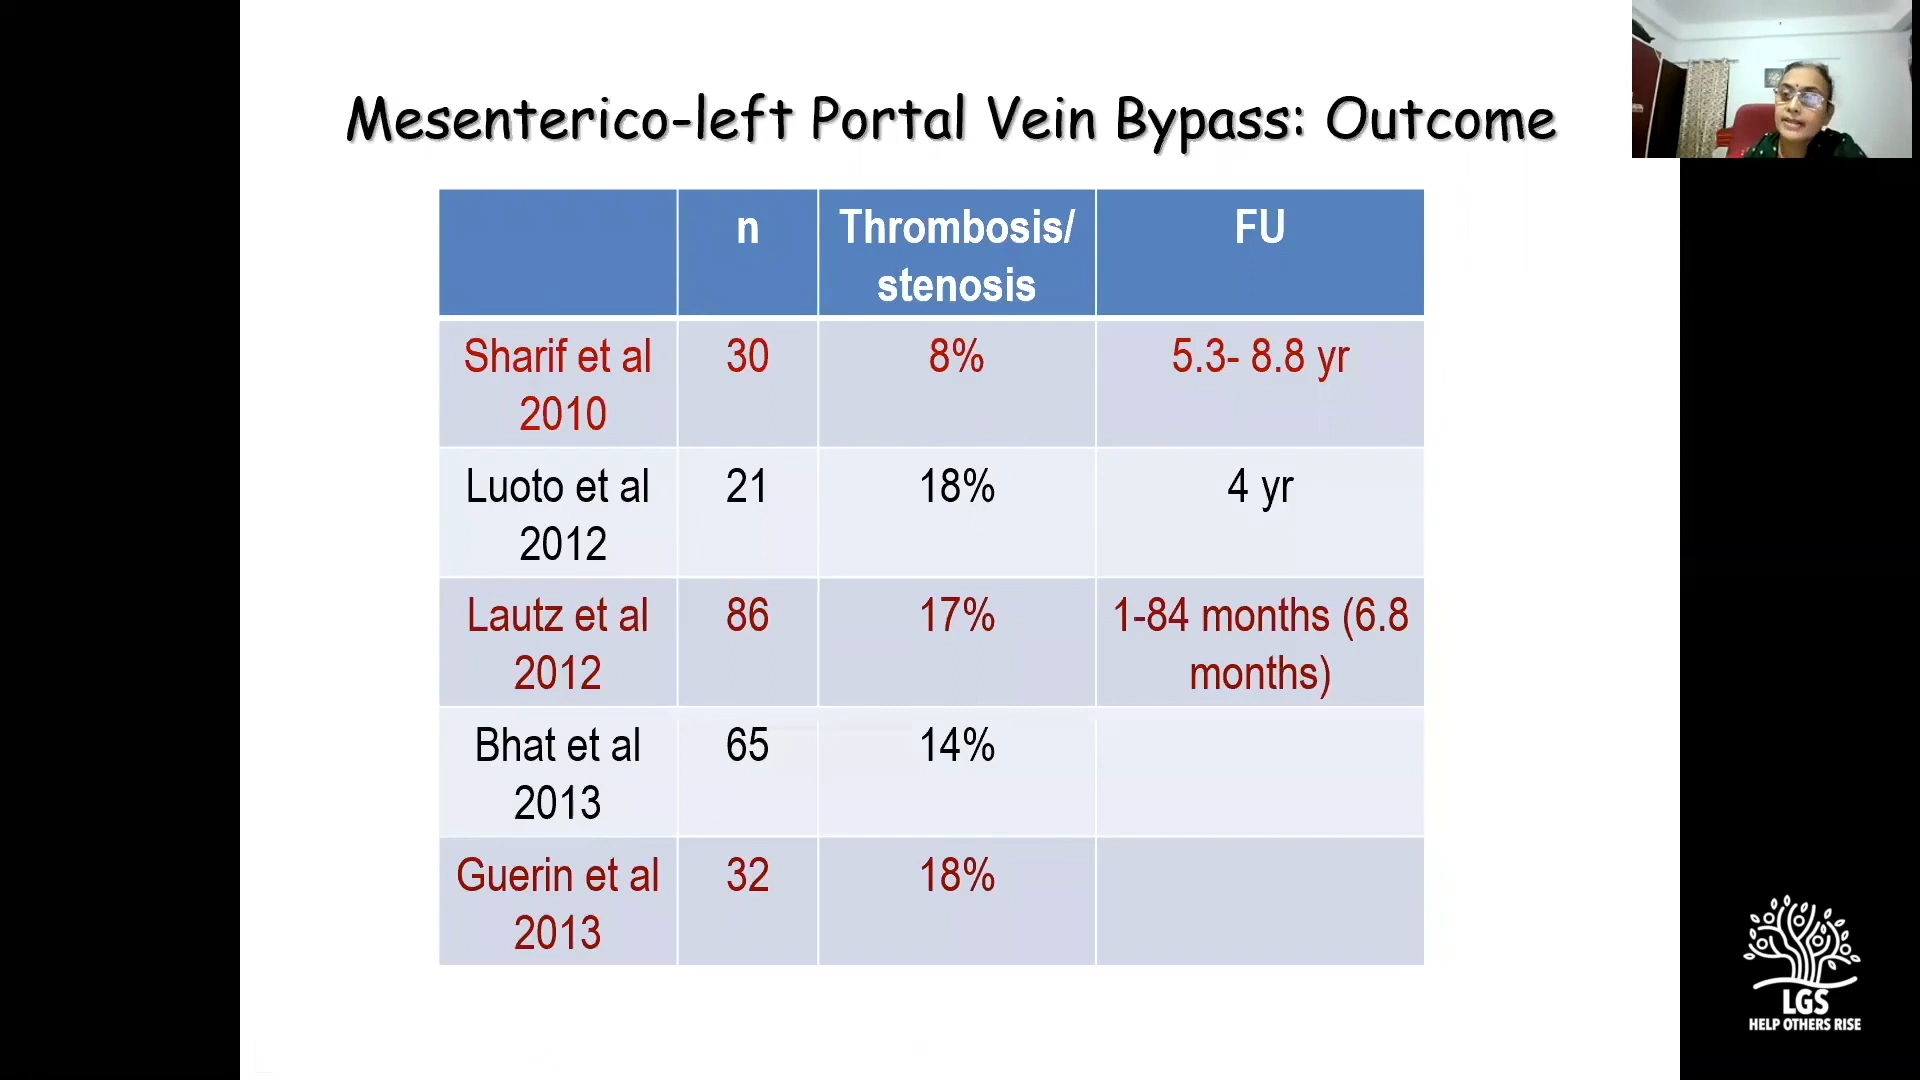 Mesenterico-left Portal Vein Bypass: Outcome
n
Thrombosis/
stenosis
FU
Sharif et al
2010
30
8%
5.3- 8.8 yr
Luoto et al
2012
21
18%
4 yr
Lautz et al
2012
86
17%
1-84 months (6.8
months)
Bhat et al
2013
65
14%
Guerin et al
2013
32
18%
LGS
HELP OTHERS RISE